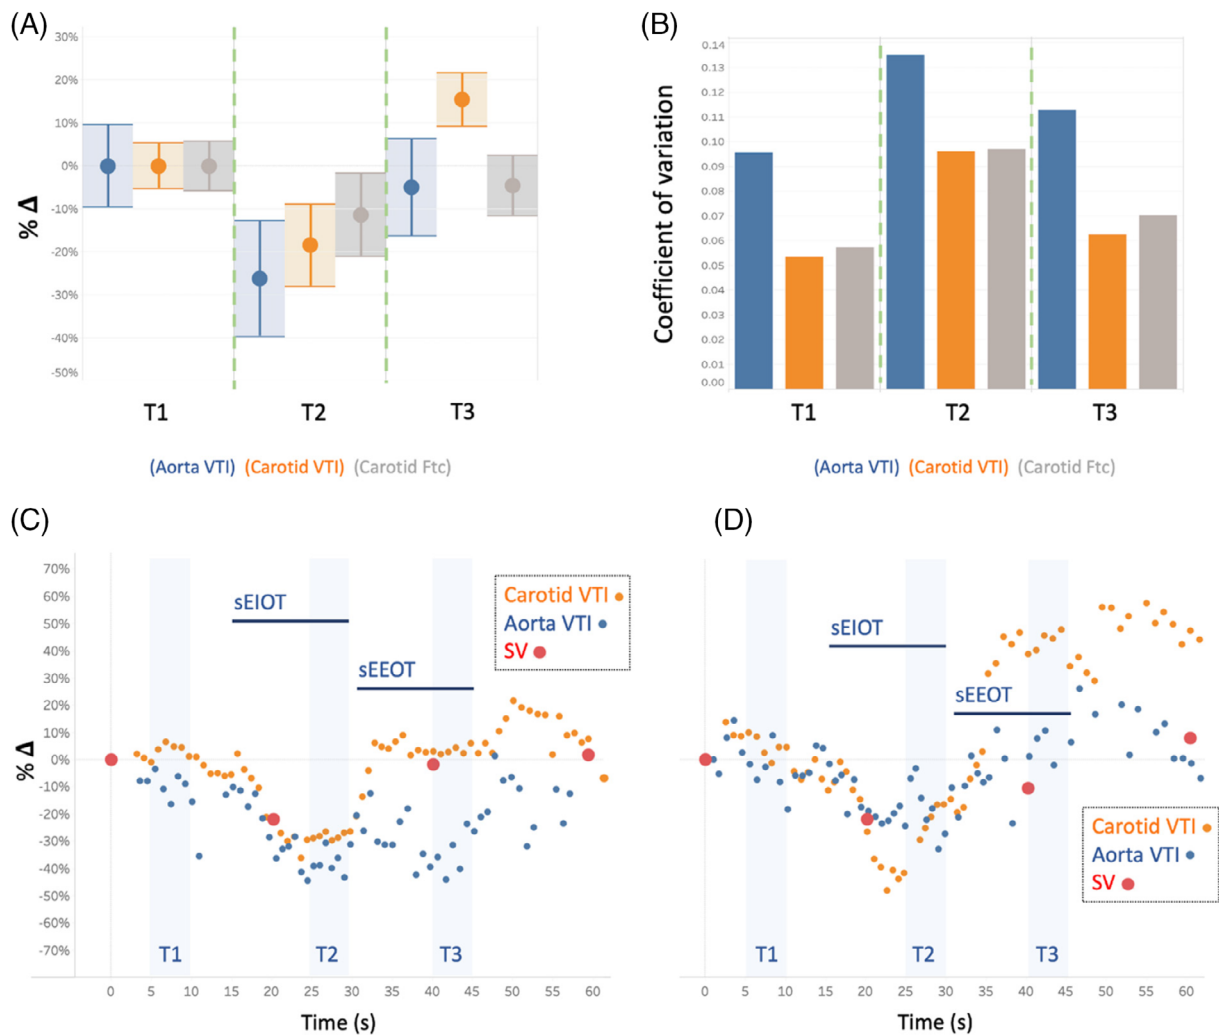 (A)
30%
20%
10%
0%
-10%
-20%
-30%
-40%
-50%
% Δ
T1 T2 T3
(Aorta VTI) (Carotid VTI) (Carotid Ftc)
(B)
0.14
0.13
0.12
0.11
0.10
0.09
0.08
0.07
0.06
0.05
0.04
0.03
0.02
0.01
0.00
Coefficient of variation
T1 T2 T3
(Aorta VTI) (Carotid VTI) (Carotid Ftc)
(C)
70%
60%
50%
40%
30%
20%
10%
0%
-10%
-20%
-30%
-40%
-50%
-60%
-70%
% Δ
sEIOT
sEEOT
Carotid VTI
Aorta VTI
SV
T1 T2 T3
0 5 10 15 20 25 30 35 40 45 50 55 60
Time (s)
(D)
sEIOT
sEEOT
Carotid VTI
Aorta VTI
SV
T1 T2 T3
0 5 10 15 20 25 30 35 40 45 50 55 60
Time (s)